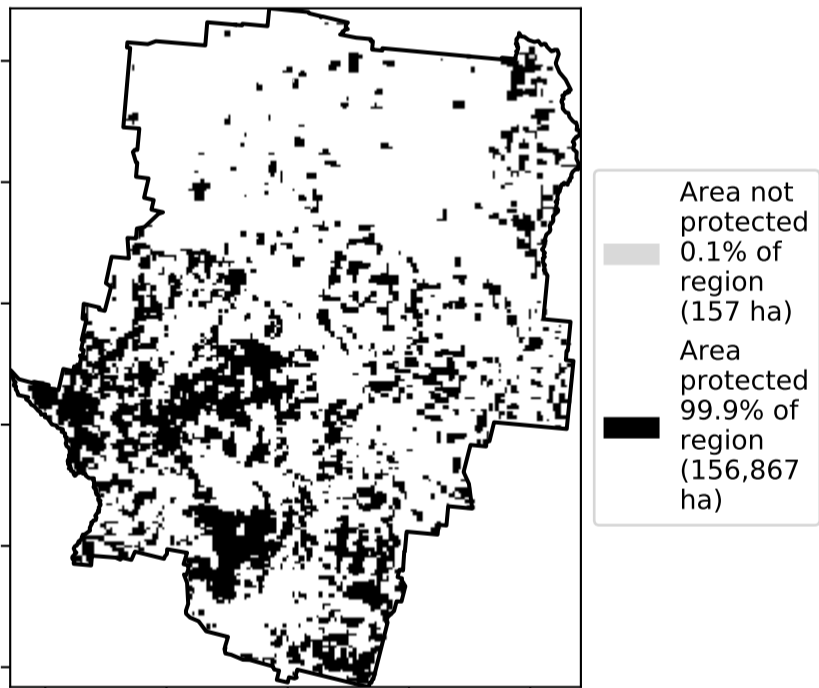 Area not
protected
0.1% of
region
(157 ha)
Area
protected
99.9% of
region
(156,867
ha)